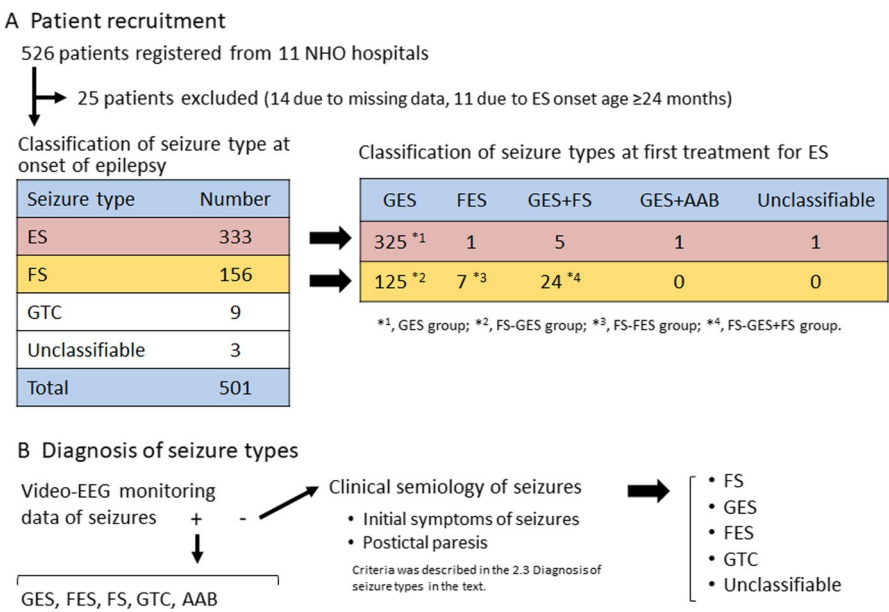 A Patient recruitment
526 patients registered from 11 NHO hospitals
25 patients excluded (14 due to missing data, 11 due to ES onset age ≥24 months)
Classification of seizure type at
onset of epilepsy
Seizure type Number
ES 333
FS 156
GTC 9
Unclassifiable 3
Total 501
Classification of seizure types at first treatment for ES
GES FES GES+FS GES+AAB Unclassifiable
325 *1 1 5 1 1
125 *2 7 *3 24 *4 0 0
*1, GES group; *2, FS-GES group; *3, FS-FES group; *4, FS-GES+FS group.
B Diagnosis of seizure types
Video-EEG monitoring
data of seizures + -
GES, FES, FS, GTC, AAB
Clinical semiology of seizures
• Initial symptoms of seizures
• Postictal paresis
Criteria was described in the 2.3 Diagnosis of
seizure types in the text.
• FS
• GES
• FES
• GTC
• Unclassifiable